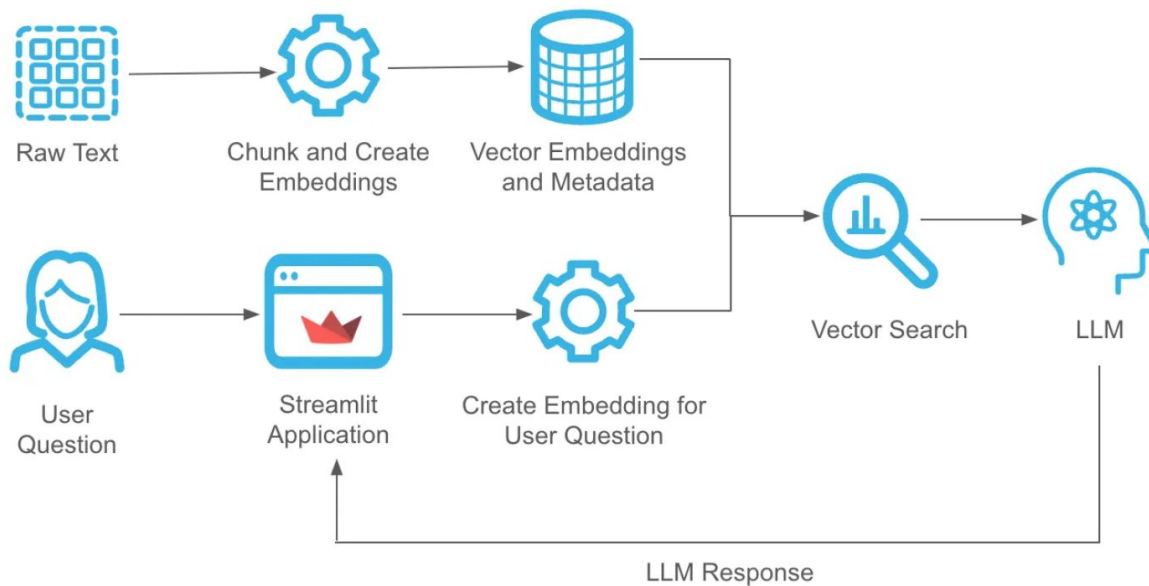 Raw Text
Chunk and Create
Embeddings
Vector Embeddings
and Metadata
Vector Search
LLM
User
Question
Streamlit
Application
Create Embedding for
User Question
LLM Response